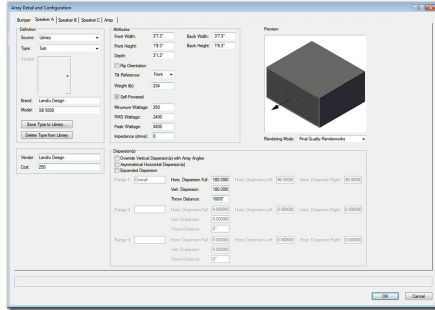 Array Detail and Configuration
Bumper Speaker A Speaker B Speaker C Array
Definition
Source: Library
Type: Sub
Symbol:
Brand: Landru Design
Model: SB 5000
Save Type to Library...
Delete Type from Library
Vendor Landru Design
Cost 250
Attributes
Front Width: 3'7.3" Back Width: 3'7.3"
Front Height: 1'9.3" Back Height: 1'9.3"
Depth: 3'1.2"
Flip Orientation
Tilt Reference: Front
Weight (lb) 234
Self-Powered
Minimum Wattage: 250
RMS Wattage: 2400
Peak Wattage: 4800
Impedance (ohms): 0
Preview:
Rendering Mode: Final Quality Renderworks
Dispersion(s)
Override Vertical Dispersion(s) with Array Angles
Asymmetrical Horizontal Dispersion(s)
Expanded Dispersion
Range 1: Overall Horiz. Dispersion Full: 180.000 Horiz. Dispersion Left: 90.00000 Horiz. Dispersion Right: 90.00000
Vert. Dispersion: 180.000
Throw Distance: 100'0"
Range 2: Horiz. Dispersion Full: 0.00000 Horiz. Dispersion Left: 0.00000 Horiz. Dispersion Right: 0.00000
Vert. Dispersion: 0.00000
Throw Distance: 0"
Range 3: Horiz. Dispersion Full: 0.00000 Horiz. Dispersion Left: 0.00000 Horiz. Dispersion Right: 0.00000
Vert. Dispersion: 0.00000
Throw Distance: 0"
OK Cancel